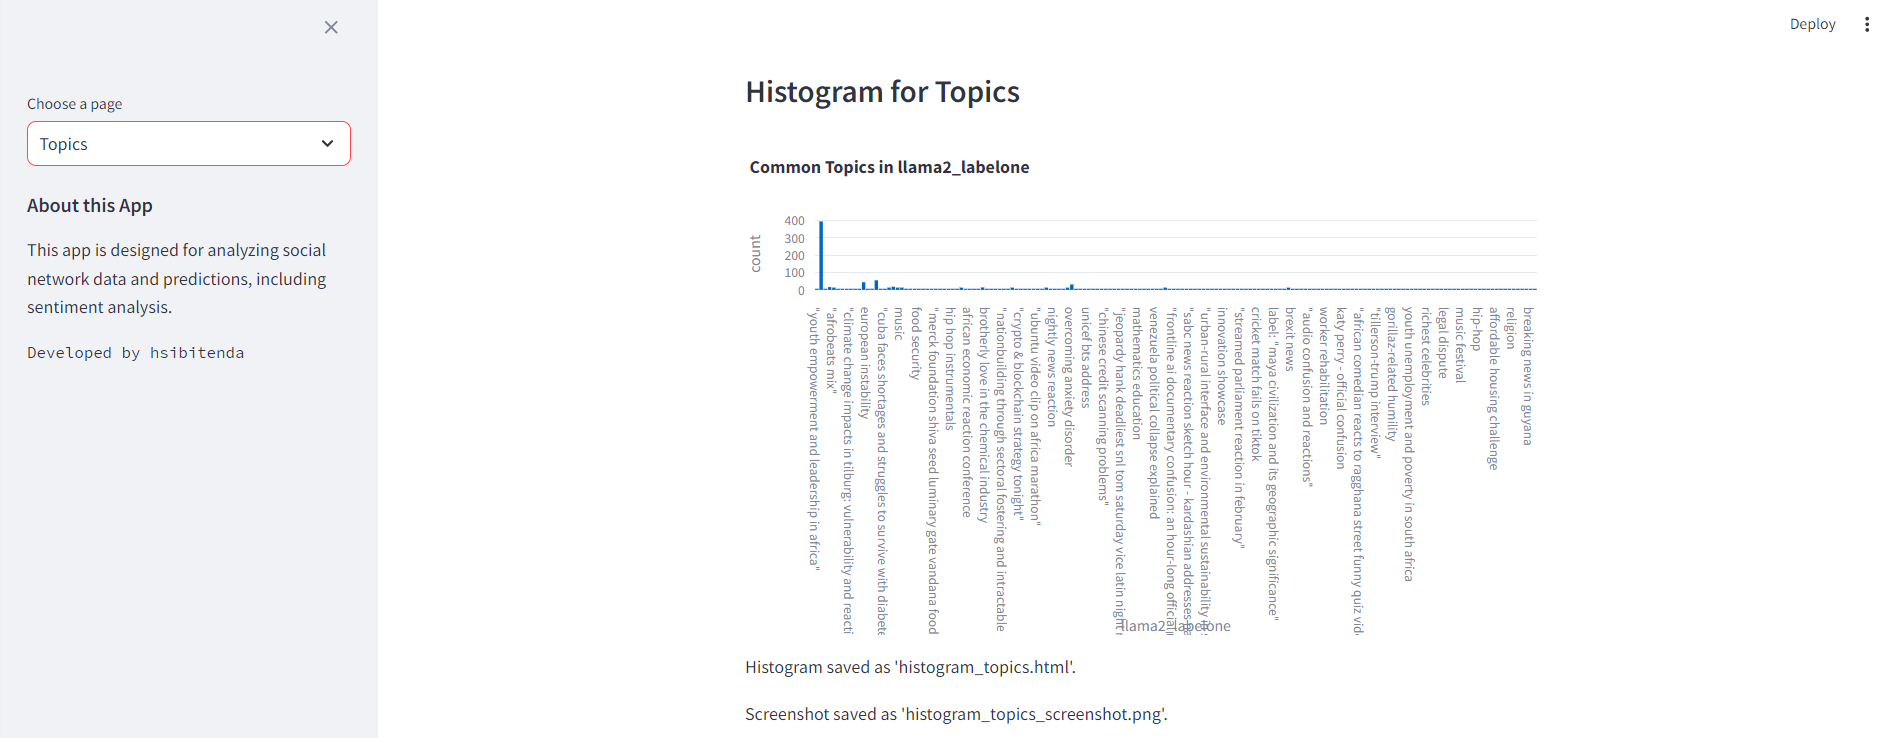 Deploy
Choose a page
Topics
About this App
This app is designed for analyzing social
network data and predictions, including
sentiment analysis.
Developed by hsibitenda
Histogram for Topics
Common Topics in llama2_labelone
count
400
300
200
100
0
"youth empowerment and leadership in africa"
"afrobeats mix"
"climate change impacts in tilburg: vulnerability and reacti
european instability
"cuba faces shortages and struggles to survive with diabete
music
food security
"merck foundation shiva seed luminary gate vandana food
hip hop instrumentals
african economic reaction conference
brotherly love in the chemical industry
"nationbuilding through sectoral fostering and intractable
"crypto & blockchain strategy tonight"
"ubuntu video clip on africa marathon"
nightly news reaction
overcoming anxiety disorder
unicef bts address
"chinese credit scanning problems"
"jeopardy hank deadliest snl tom saturday vice latin night
mathematics education
venezuela political collapse explained
"frontline ai documentary confusion: an hour-long official
"sabc news reaction sketch hour - kardashian addresses
"urban-rural interface and environmental sustainability
innovation showcase
"streamed parliament reaction in february"
cricket match fails on tiktok
label: "maya civilization and its geographic significance"
brexit news
"audio confusion and reactions"
worker rehabilitation
katy perry - official confusion
"african comedian reacts to ragghana street funny quiz vid
"tillerson-trump interview"
gorillaz-related humility
youth unemployment and poverty in south africa
richest celebrities
legal dispute
music festival
hip-hop
affordable housing challenge
religion
breaking news in guyana
llama2_labelone
Histogram saved as 'histogram_topics.html'.
Screenshot saved as 'histogram_topics_screenshot.png'.